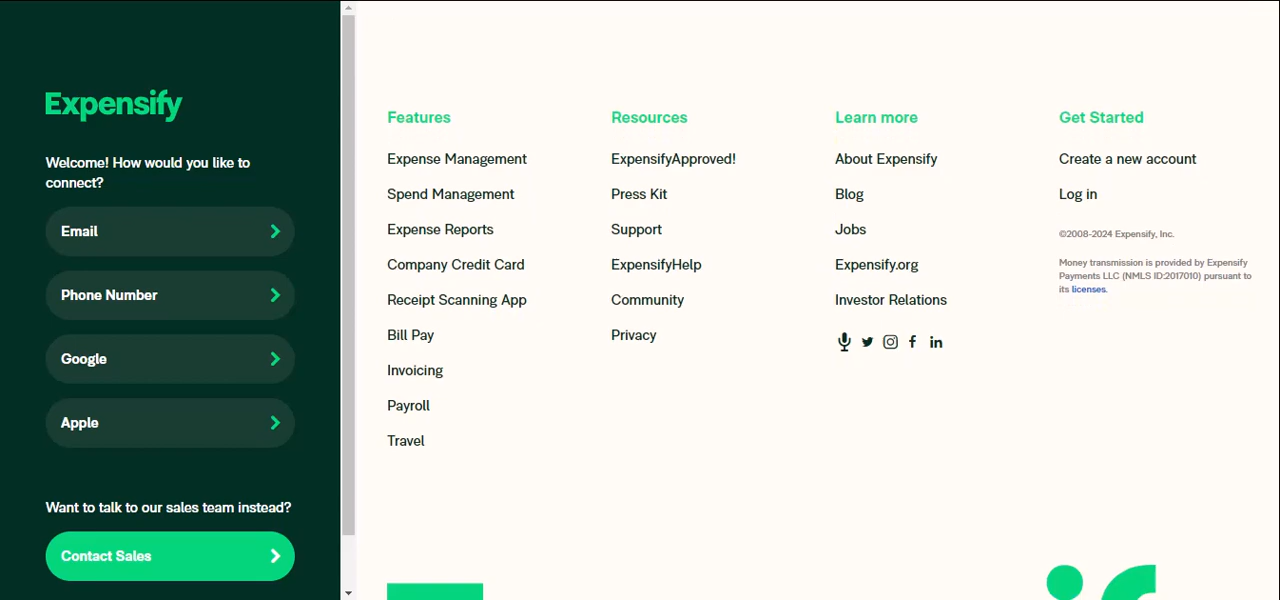 Expensify
Welcome! How would you like to
connect?
Email
Phone Number
Google
Apple
Want to talk to our sales team instead?
Contact Sales
Features
Expense Management
Spend Management
Expense Reports
Company Credit Card
Receipt Scanning App
Bill Pay
Invoicing
Payroll
Travel
Resources
ExpensifyApproved!
Press Kit
Support
ExpensifyHelp
Community
Privacy
Learn more
About Expensify
Blog
Jobs
Expensify.org
Investor Relations
Get Started
Create a new account
Log in
©2008-2024 Expensify, Inc.
Money transmission is provided by Expensify
Payments LLC (NMLS ID:2017010) pursuant to
its licenses.